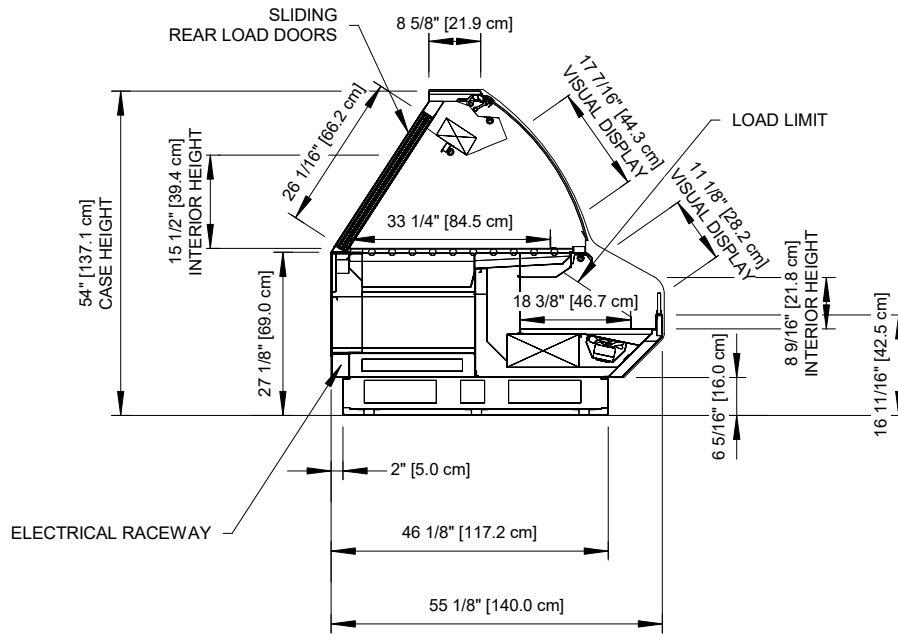 SLIDING
REAR LOAD DOORS
8 5/8" [21.9 cm]
17 7/16" [44.3 cm]
VISUAL DISPLAY
LOAD LIMIT
11 1/8" [28.2 cm]
VISUAL DISPLAY
26 1/16" [66.2 cm]
15 1/2" [39.4 cm]
INTERIOR HEIGHT
54" [137.1 cm]
CASE HEIGHT
33 1/4" [84.5 cm]
27 1/8" [69.0 cm]
18 3/8" [46.7 cm]
8 9/16" [21.8 cm]
INTERIOR HEIGHT
6 5/16" [16.0 cm]
16 11/16" [42.5 cm]
2" [5.0 cm]
ELECTRICAL RACEWAY
46 1/8" [117.2 cm]
55 1/8" [140.0 cm]